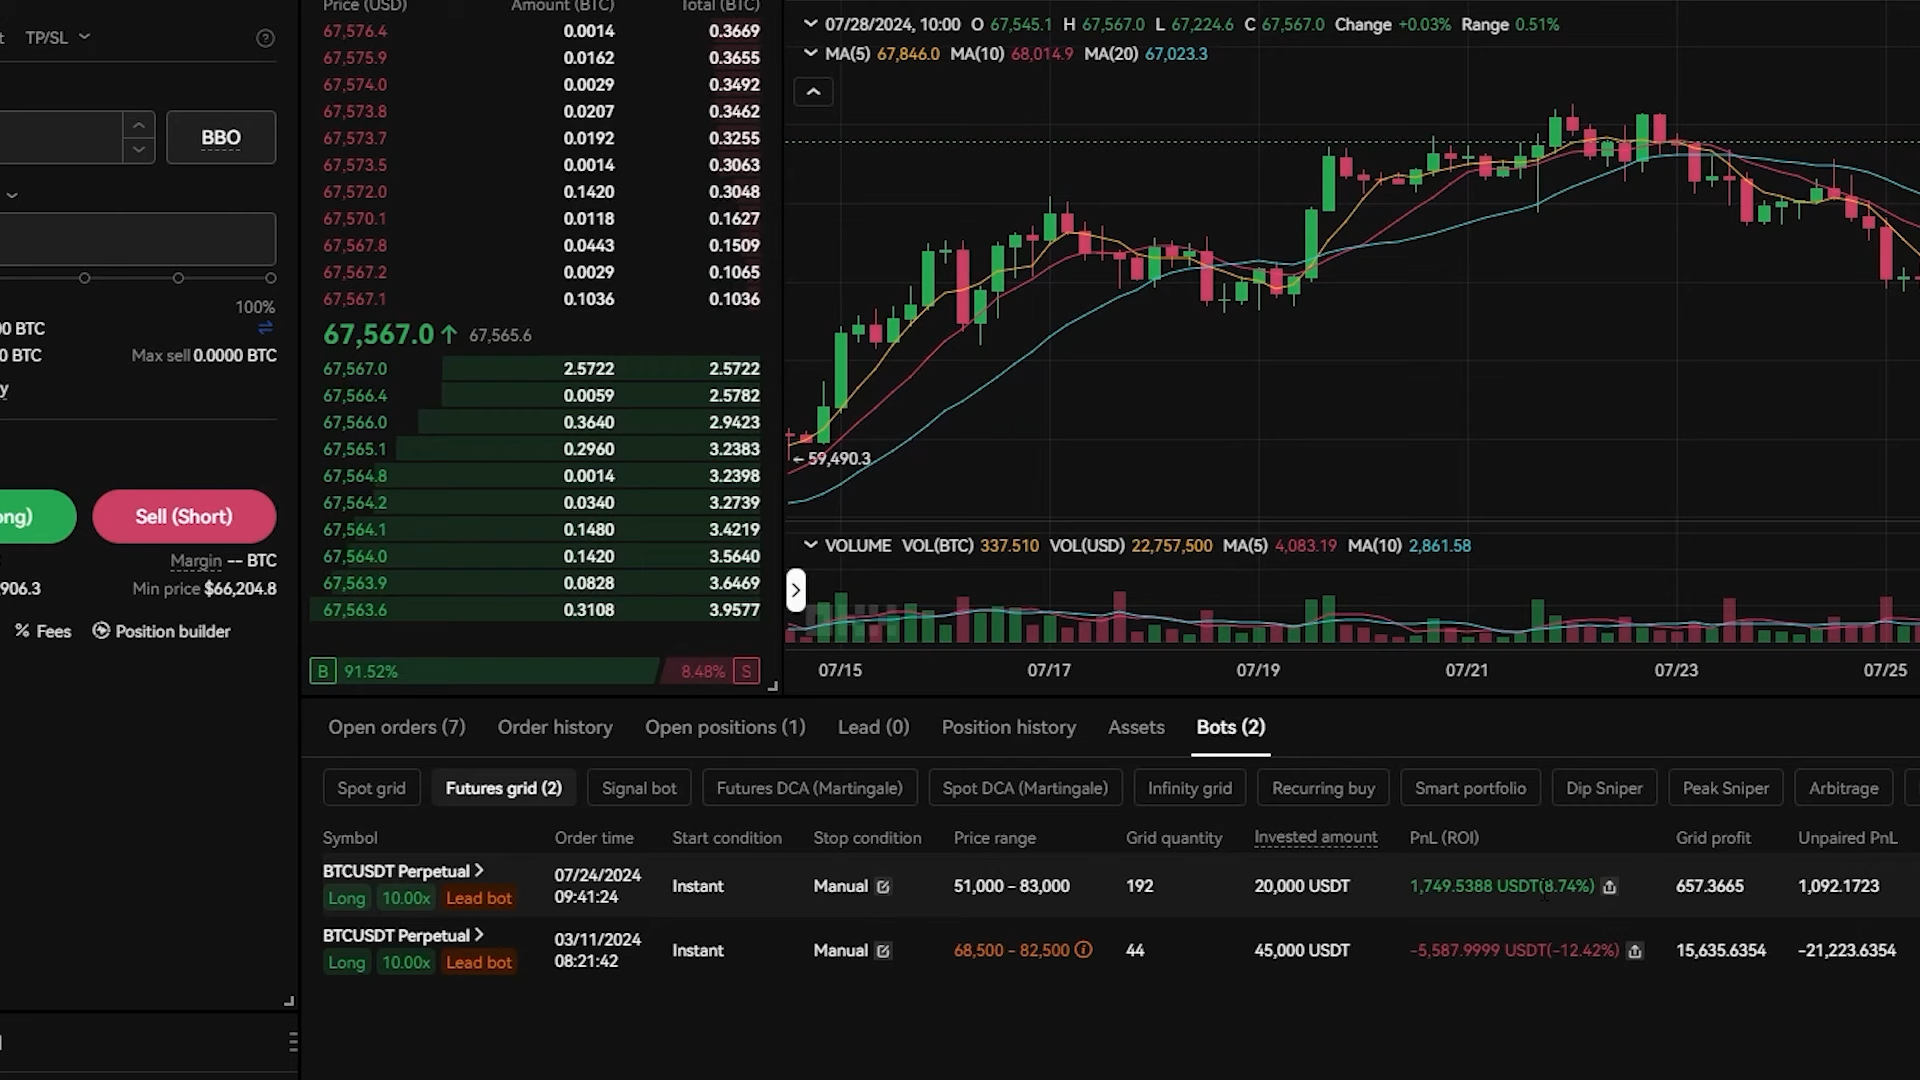 t TP/SL
BBO
100%
00 BTC
0 BTC Max sell 0.0000 BTC
y
ong) Sell (Short)
Margin -- BTC
906.3 Min price $66,204.8
% Fees Position builder
Price (USD) Amount (BTC) Total (BTC)
67,576.4 0.0014 0.3669
67,575.9 0.0162 0.3655
67,574.0 0.0029 0.3492
67,573.8 0.0207 0.3462
67,573.7 0.0192 0.3255
67,573.5 0.0014 0.3063
67,572.0 0.1420 0.3048
67,570.1 0.0118 0.1627
67,567.8 0.0443 0.1509
67,567.2 0.0029 0.1065
67,567.1 0.1036 0.1036
67,567.0↑ 67,565.6
67,567.0 2.5722 2.5722
67,566.4 0.0059 2.5782
67,566.0 0.3640 2.9423
67,565.1 0.2960 3.2383
67,564.8 0.0014 3.2398
67,564.2 0.0340 3.2739
67,564.1 0.1480 3.4219
67,564.0 0.1420 3.5640
67,563.9 0.0828 3.6469
67,563.6 0.3108 3.9577
B 91.52% 8.48% S
07/28/2024, 10:00 O 67,545.1 H 67,567.0 L 67,224.6 C 67,567.0 Change +0.03% Range 0.51%
MA(5) 67,846.0 MA(10) 68,014.9 MA(20) 67,023.3
←59,490.3
VOLUME VOL(BTC) 337.510 VOL(USD) 22,757,500 MA(5) 4,083.19 MA(10) 2,861.58
07/15 07/17 07/19 07/21 07/23 07/25
Open orders (7) Order history Open positions (1) Lead (0) Position history Assets Bots (2)
Spot grid Futures grid (2) Signal bot Futures DCA (Martingale) Spot DCA (Martingale) Infinity grid Recurring buy Smart portfolio Dip Sniper Peak Sniper Arbitrage
Symbol Order time Start condition Stop condition Price range Grid quantity Invested amount PnL (ROI) Grid profit Unpaired PnL
BTCUSDT Perpetual > 07/24/2024
Instant Manual 51,000 - 83,000 192 20,000 USDT 1,749.5388 USDT(8.74%) 657.3665 1,092.1723
Long 10.00x Lead bot 09:41:24
BTCUSDT Perpetual > 03/11/2024
Instant Manual 68,500 - 82,500 44 45,000 USDT -5,587.9999 USDT(-12.42%) 15,635.6354 -21,223.6354
Long 10.00x Lead bot 08:21:42